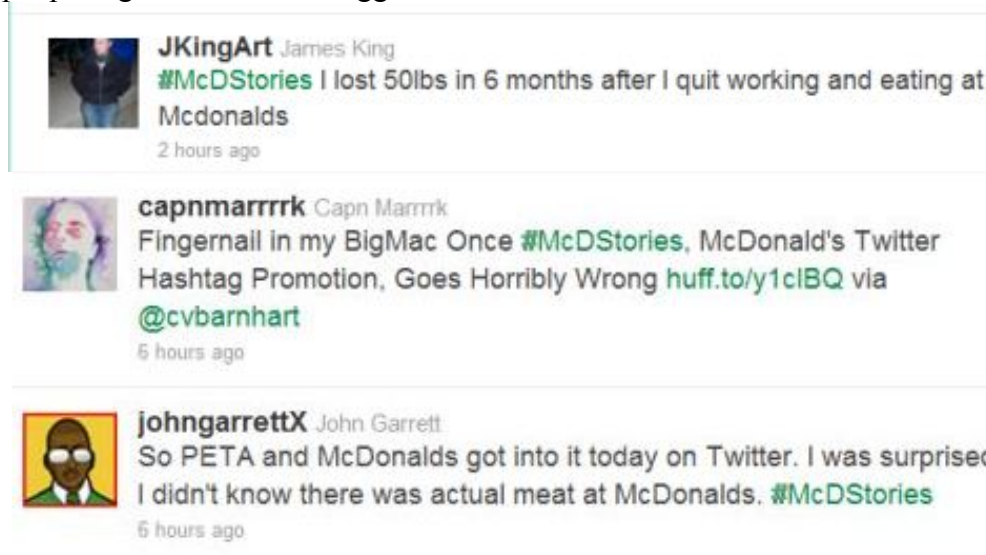 JKingArt James King
#McDStories I lost 50lbs in 6 months after I quit working and eating at
Mcdonalds
2 hours ago
capnmarrrrk Capn Marrrrk
Fingernail in my BigMac Once #McDStories, McDonald's Twitter
Hashtag Promotion, Goes Horribly Wrong huff.to/y1clBQ via
@cvbarnhart
6 hours ago
johngarrettX John Garrett
So PETA and McDonalds got into it today on Twitter. I was surprised
I didn't know there was actual meat at McDonalds. #McDStories
6 hours ago